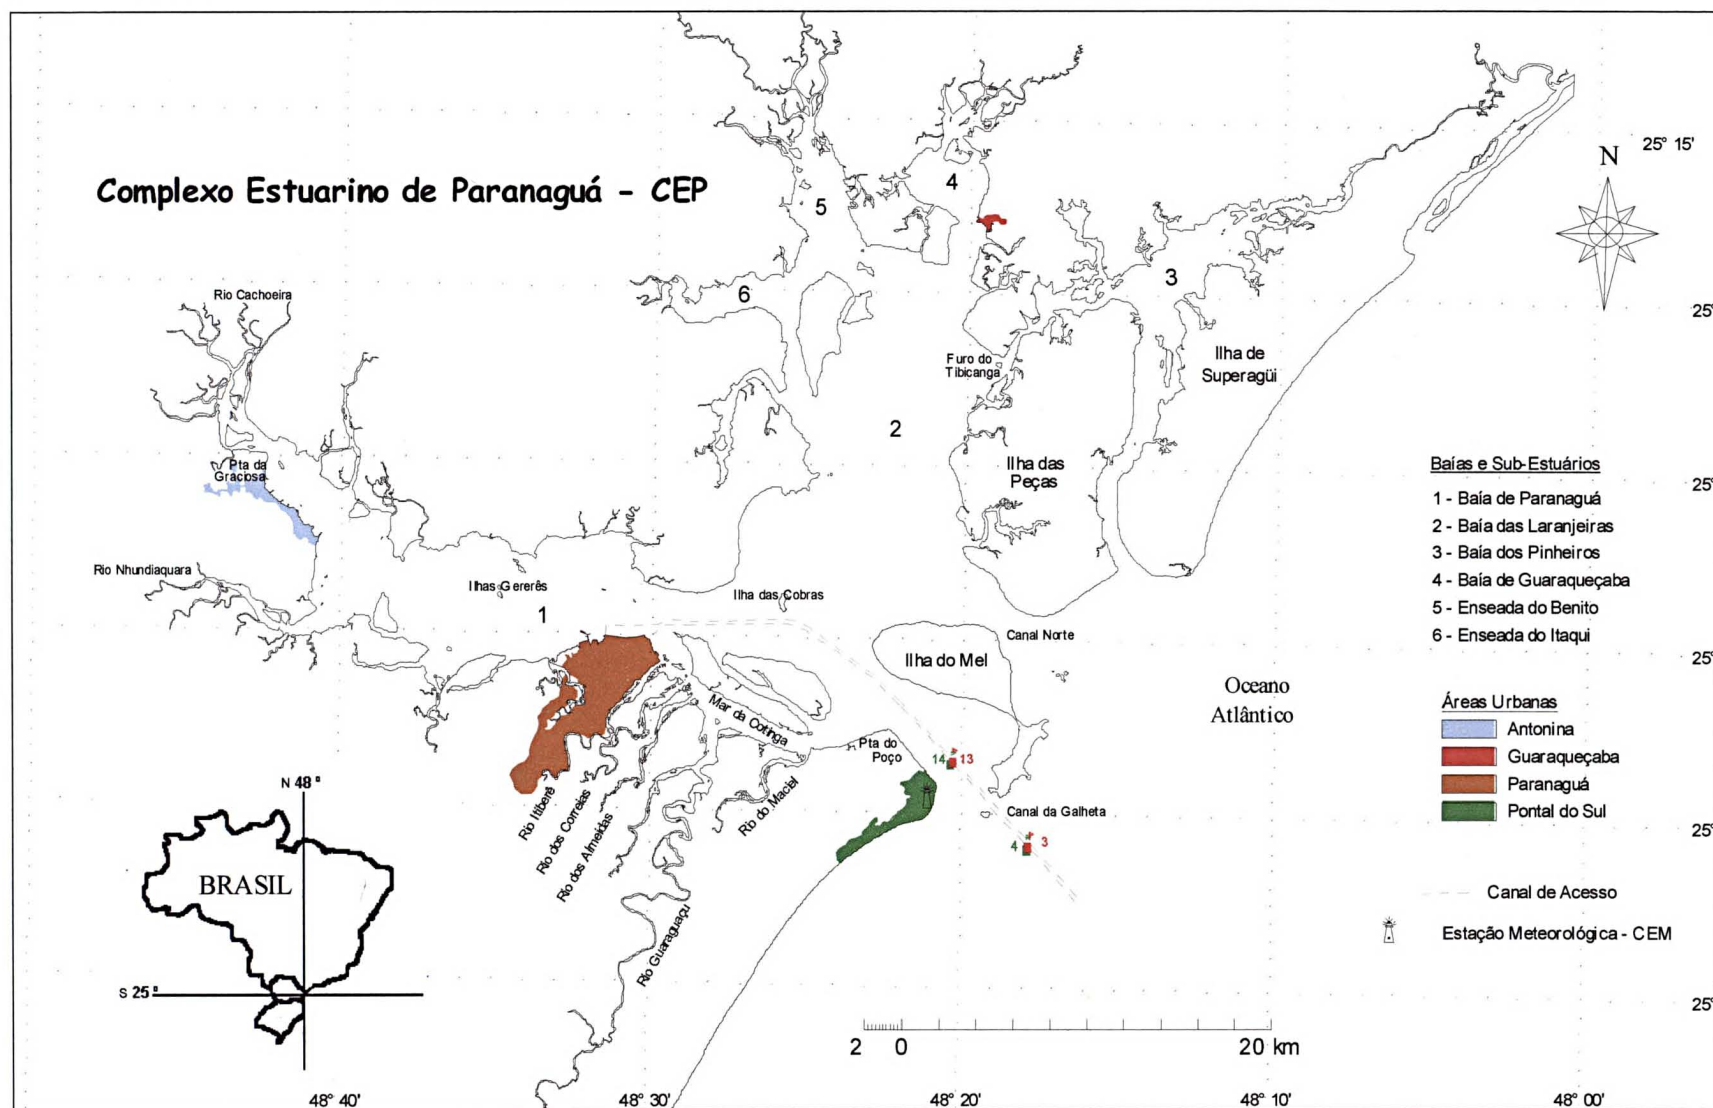 Complexo Estuarino de Paranaguá - CEP
5
4
N
25° 15'
3
6
Rio Cachoeira
25°
Furo do
Tibicanga
Ilha de
Superagüi
2
Pta da
Graciosa
Ilha das
Peças
25°
Baías e Sub-Estuários
1 - Baía de Paranaguá
2 - Baía das Laranjeiras
3 - Baía dos Pinheiros
4 - Baía de Guaraqueçaba
5 - Enseada do Benito
6 - Enseada do Itaqui
Rio Nhundiaquara
Ilhas Gererês
1
Ilha das Cobras
Canal Norte
Ilha do Mel
25°
Oceano
Atlântico
Áreas Urbanas
Antonina
Guaraqueçaba
Paranaguá
Pontal do Sul
Mar da Cotinga
Pta do
Poço
14
13
Canal da Galheta
4
3
25°
Rio Itiberê
Rio dos Correias
Rio dos Almeidas
Rio do Maciel
Rio Guaraguaçu
N 48°
BRASIL
S 25°
Canal de Acesso
Estação Meteorológica - CEM
25°
2 0 20 km
48° 40' 48° 30' 48° 20' 48° 10' 48° 00'